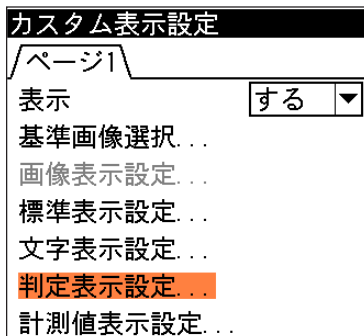 カスタム表示設定
ページ1
表示 する
基準画像選択...
画像表示設定...
標準表示設定...
文字表示設定...
判定表示設定...
計測値表示設定...